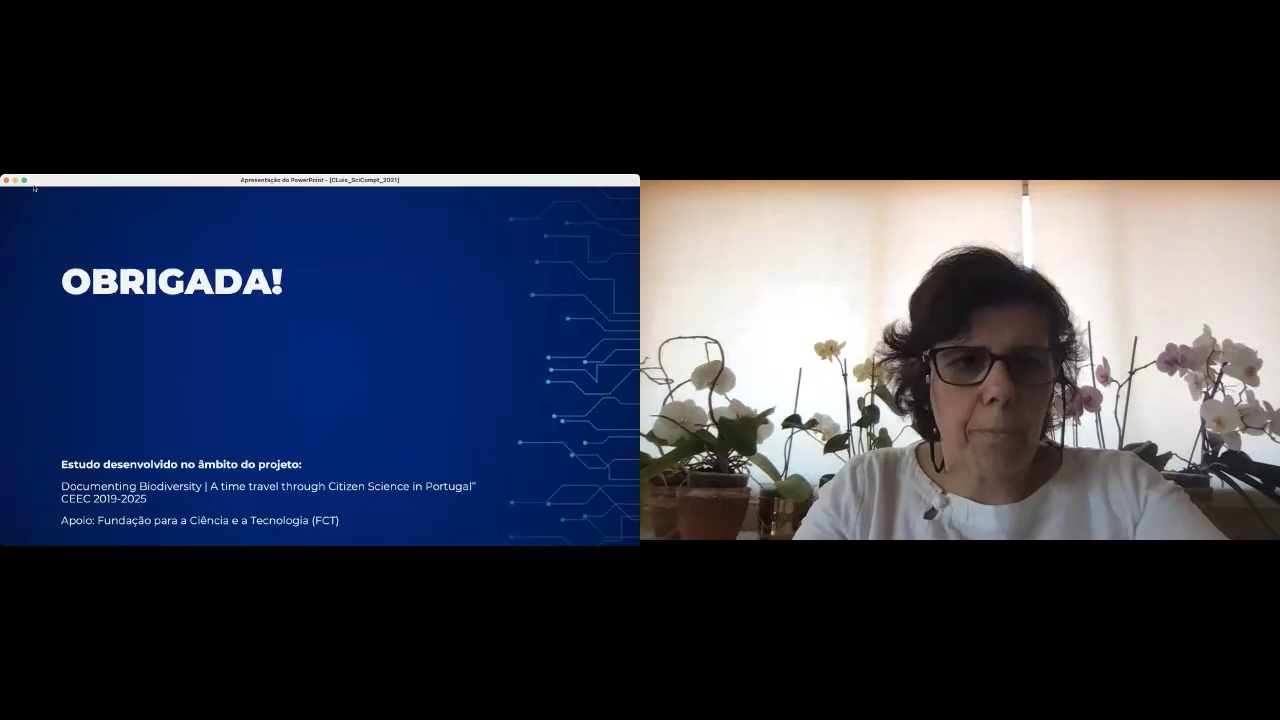 Apresentação do PowerPoint - [CLuis_SciCompt_2021]
OBRIGADA!
Estudo desenvolvido no âmbito do projeto:
Documenting Biodiversity | A time travel through Citizen Science in Portugal”
CEEC 2019-2025
Apoio: Fundação para a Ciência e a Tecnologia (FCT)